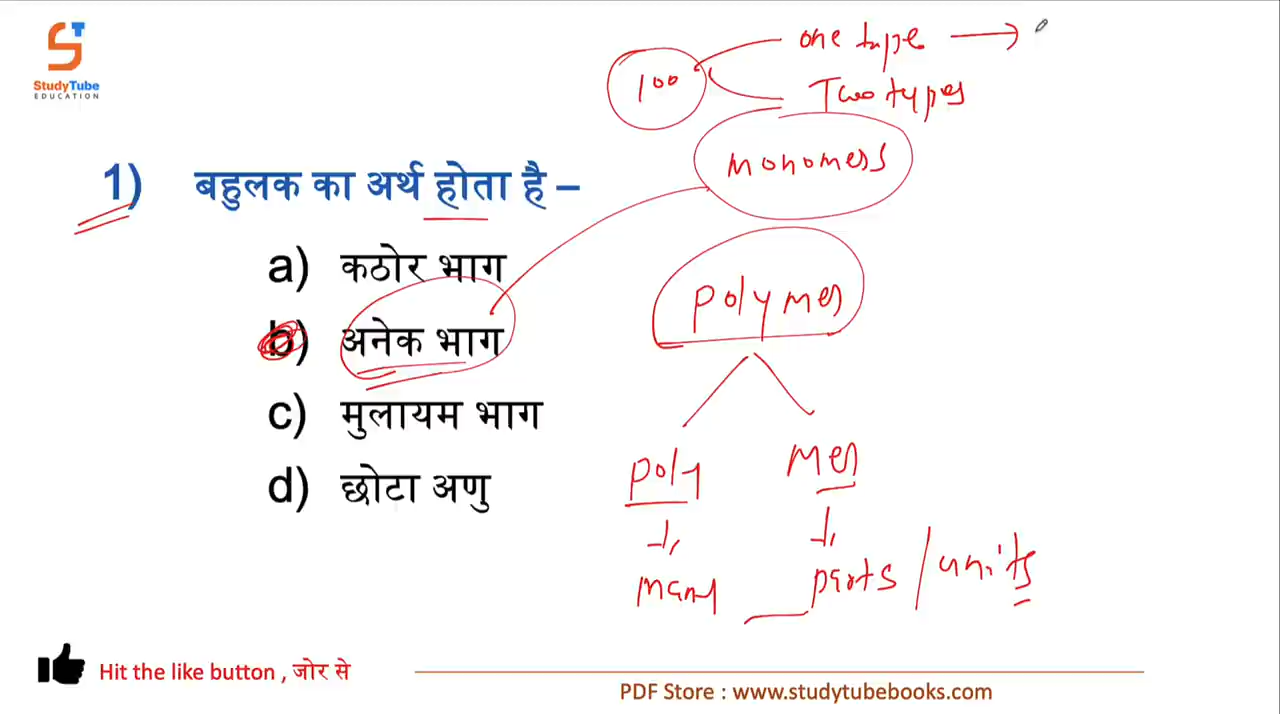 StudyTube
EDUCATION
100
one type
Two types
monomers
1) बहुलक का अर्थ होता है –
a) कठोर भाग
polymer
b) अनेक भाग
c) मुलायम भाग
poly mer
d) छोटा अणु
many parts / units
Hit the like button , जोर से
PDF Store : www.studytubebooks.com